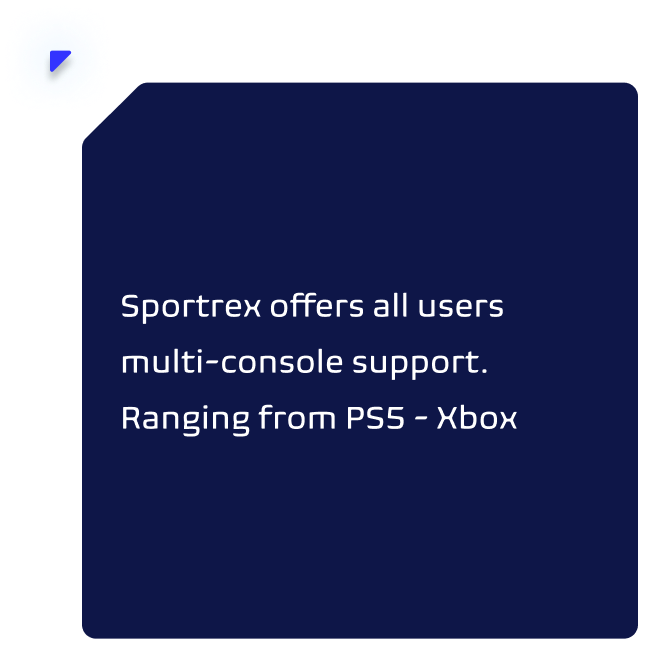 Sportrex offers all users
multi-console support.
Ranging from PS5 - Xbox